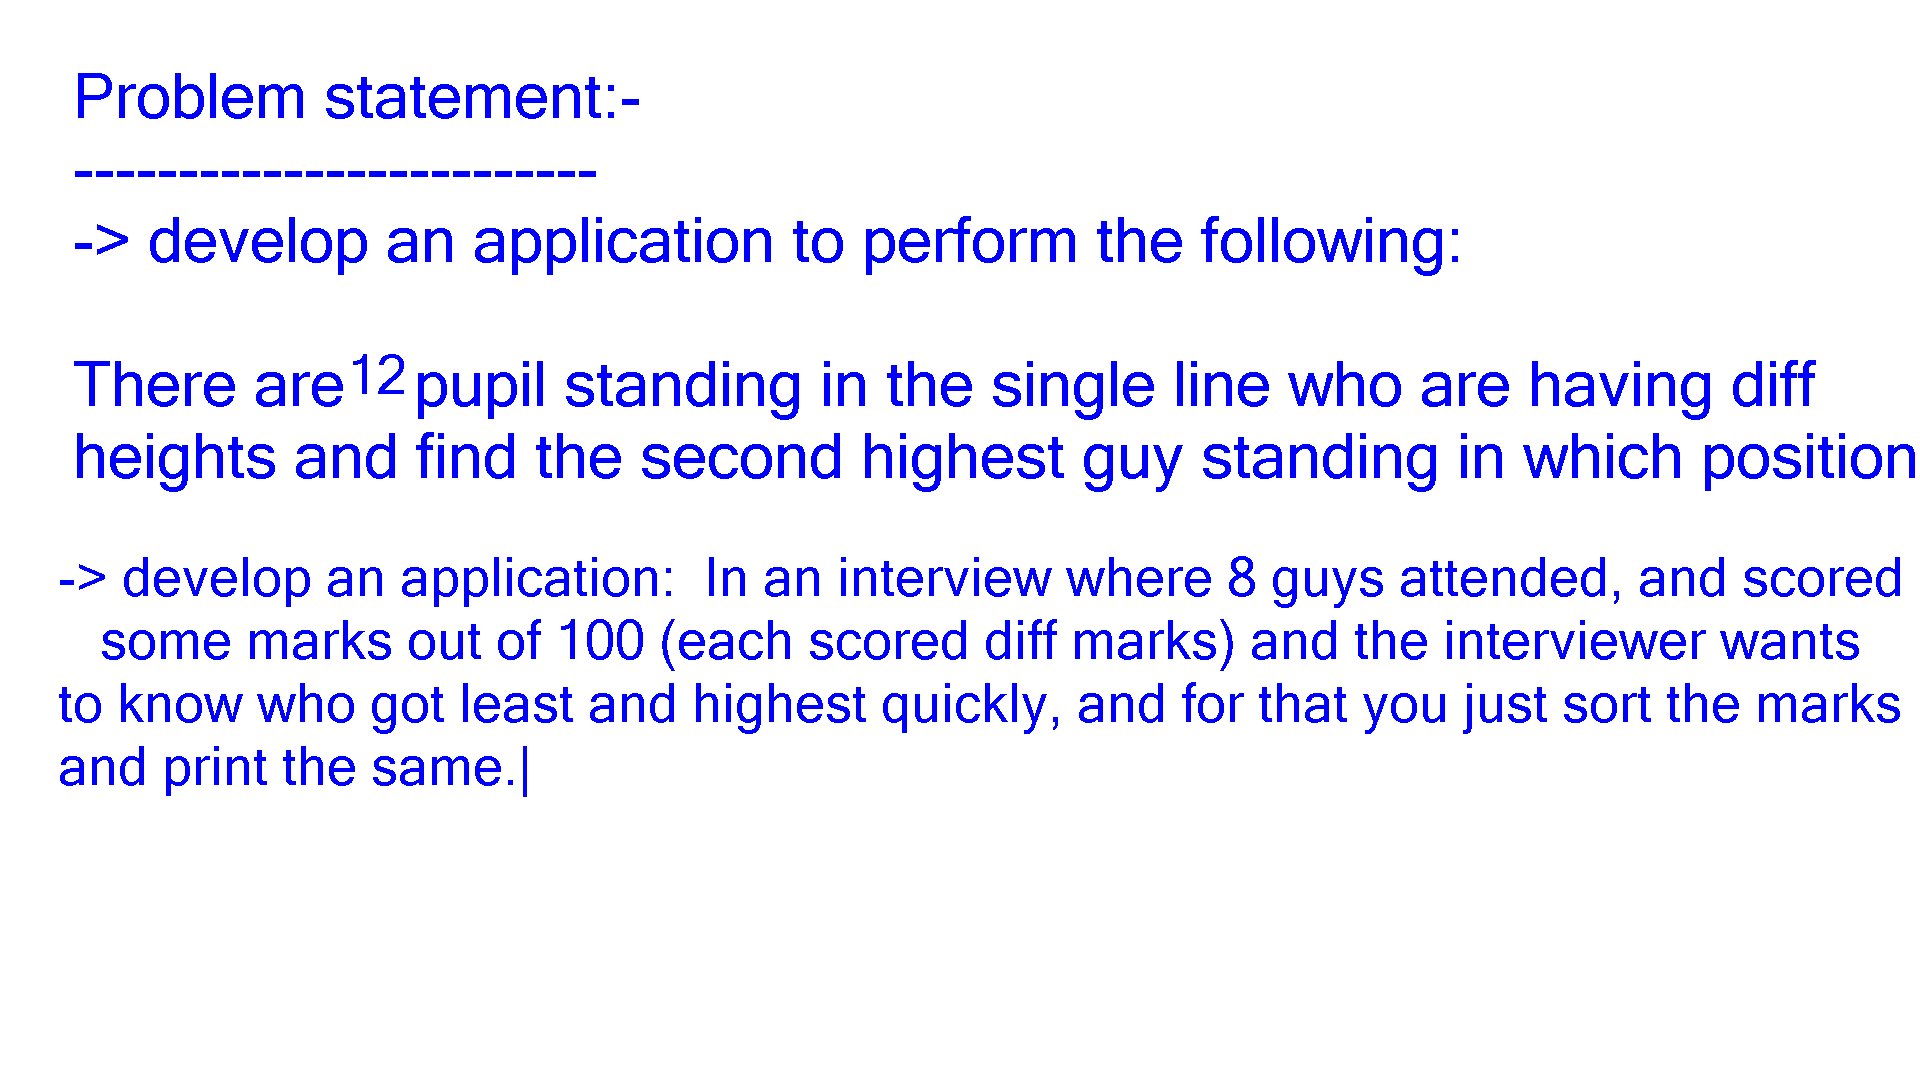 Problem statement:-
-------------------------
-> develop an application to perform the following:
There are 12 pupil standing in the single line who are having diff
heights and find the second highest guy standing in which position
-> develop an application:  In an interview where 8 guys attended, and scored
some marks out of 100 (each scored diff marks) and the interviewer wants
to know who got least and highest quickly, and for that you just sort the marks
and print the same.